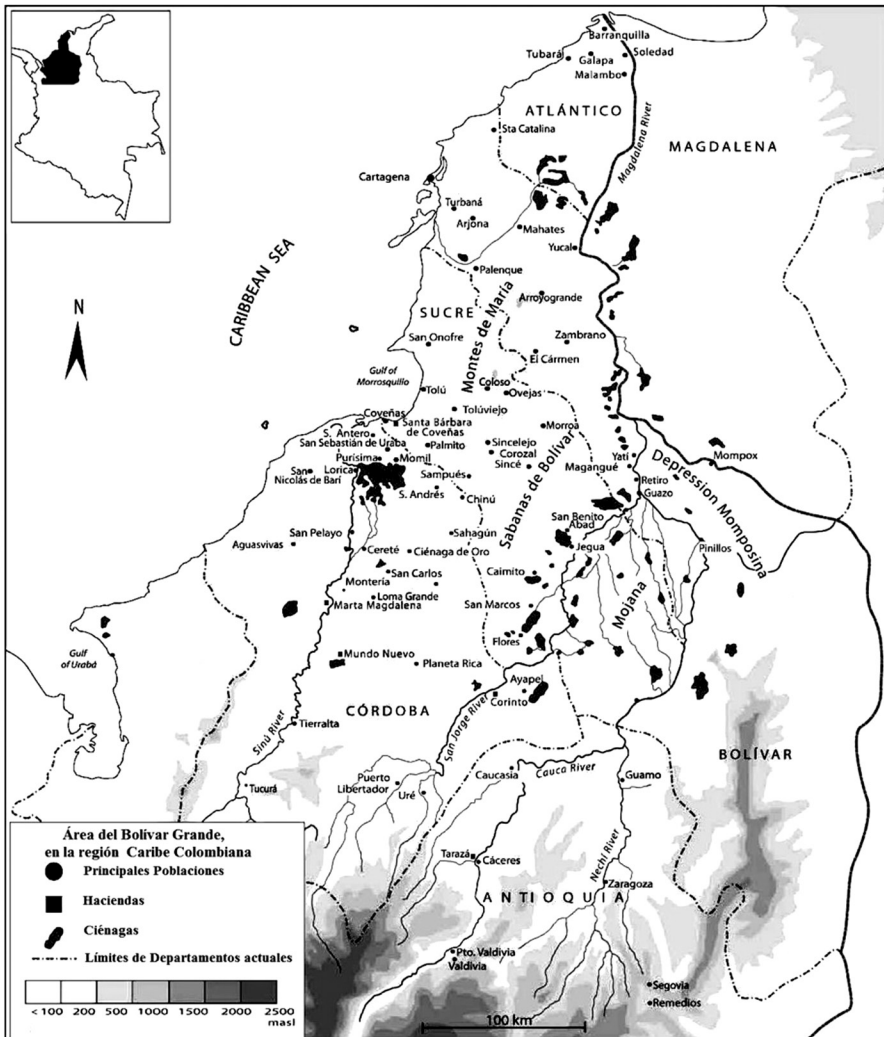 Barranquilla
Tubará
Galapa
Soledad
Malambo
ATLÁNTICO
Sta Catalina
Magdalena River
MAGDALENA
Cartagena
Turbaná
Arjona
Mahates
Yucal
CARIBBEAN SEA
Palenque
N
SUCRE
Montes de María
Arroyogrande
San Onofre
Zambrano
El Cármen
Gulf of
Morrosquillo
Tolú
Coloso
Ovejas
Tolúviejo
Coveñas
Santa Bárbara
de Coveñas
Morroa
S. Antero
San Sebastián de Uraba
Palmito
Sincelejo
Corozal
Sincé
Purísima
Momil
Sabanas de Bolívar
Yatí
Magangué
Depression Momposina
Mompox
San
Nicolás de Barí
Lorica
Sampués
Retiro
Guazo
S. Andrés
Chinú
San Benito
Abad
San Pelayo
Sahagún
Aguasvivas
Cereté
Ciénaga de Oro
Jegua
Pinillos
San Carlos
Caimito
Montería
Loma Grande
Marta Magdalena
San Marcos
Mojana
Flores
Gulf
of Urabá
Mundo Nuevo
Planeta Rica
Ayapel
Corinto
CÓRDOBA
San Jorge River
Sinú River
Tierralta
BOLÍVAR
Puerto
Libertador
Uré
Caucasia
Cauca River
Guamo
Tucurá
Nechí River
Tarazá
Cáceres
Zaragoza
ANTIOQUIA
Pto. Valdivia
Valdivia
Segovia
Remedios
100 km
Área del Bolívar Grande,
en la región Caribe Colombiana
Principales Poblaciones
Haciendas
Ciénagas
Límites de Departamentos actuales
< 100 200 500 1000 1500 2000 2500
masl